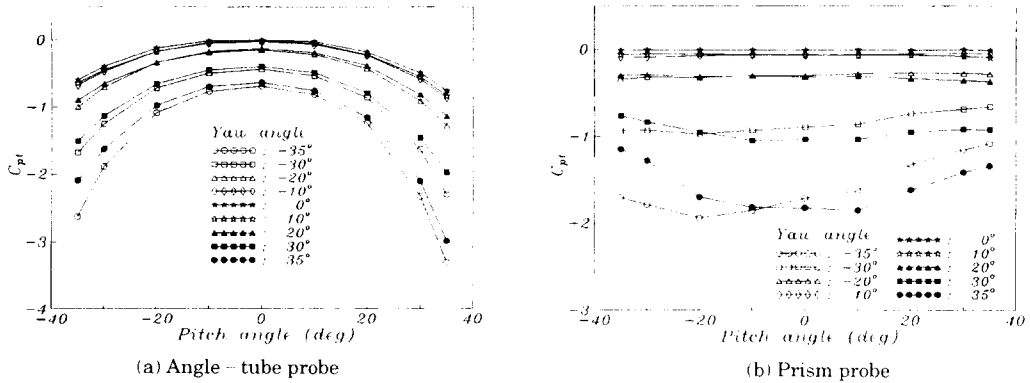 0
−1
−2
−3
−4
C_pt
Yaw angle
: −35°
: −30°
: −20°
: −10°
: 0°
: 10°
: 20°
: 30°
: 35°
−40 −20 0 20 40
Pitch angle (deg)
(a) Angle – tube probe
0
−1
−2
−3
C_pt
Yaw angle
: −35°
: −30°
: −20°
: 10°
: 0°
: 10°
: 20°
: 30°
: 35°
−40 −20 0 20 40
Pitch angle (deg)
(b) Prism probe